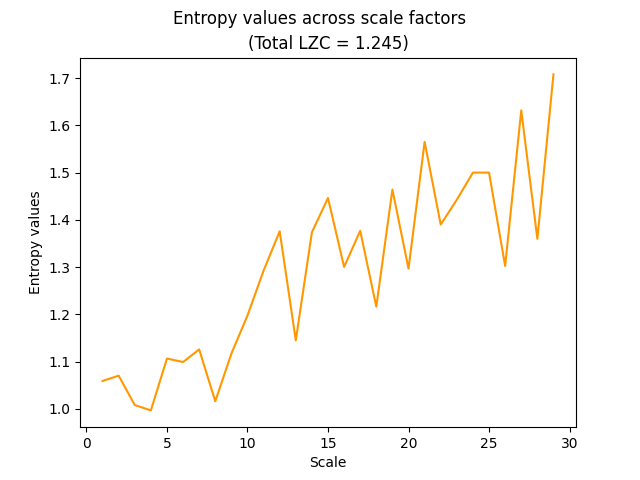 Entropy values across scale factors
(Total LZC = 1.245)
1.7
1.6
1.5
1.4
1.3
1.2
1.1
1.0
Entropy values
0 5 10 15 20 25 30
Scale